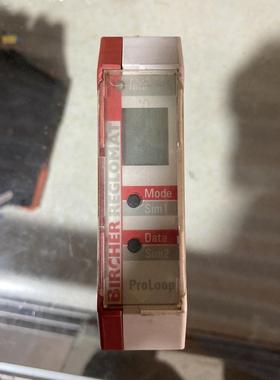 BIRCHER REGLOMAT
Mode
Sim1
Data
Sim2
ProLoop